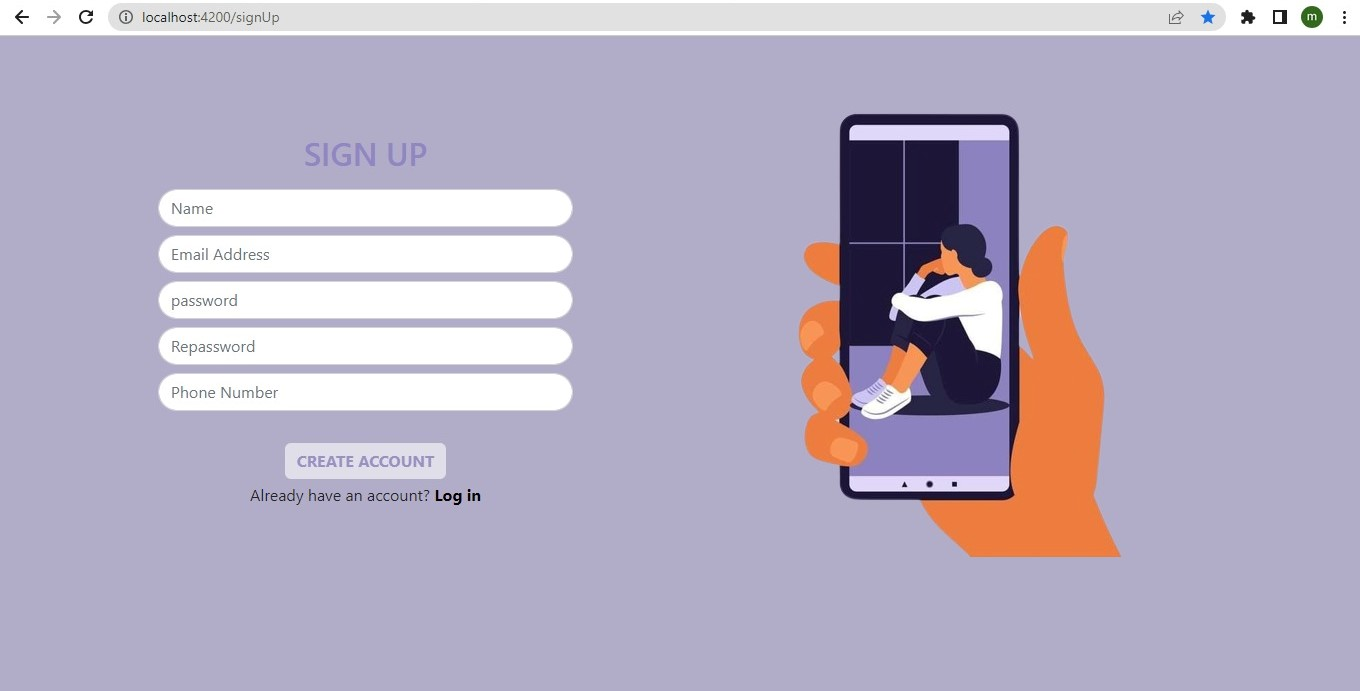 localhost:4200/signUp
m
SIGN UP
Name
Email Address
password
Repassword
Phone Number
CREATE ACCOUNT
Already have an account? Log in